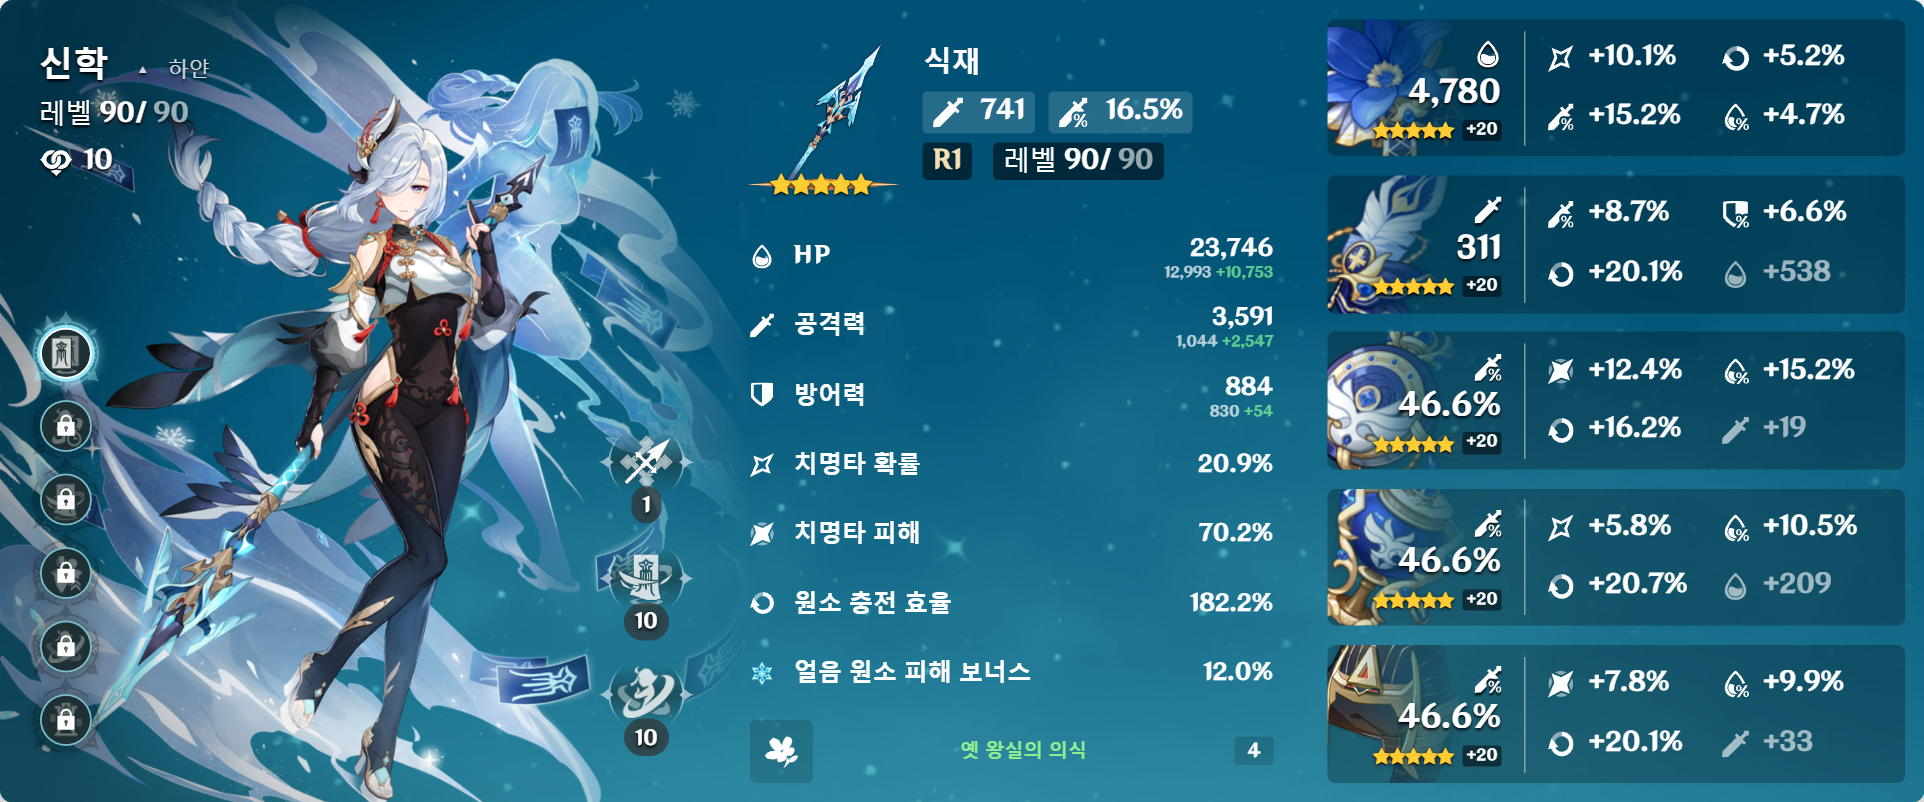 신학 ▲ 하얀
레벨 90/ 90
10
1
10
10
식재
741 16.5%
R1 레벨 90/ 90
HP 23,746
12,993 +10,753
공격력 3,591
1,044 +2,547
방어력 884
830 +54
치명타 확률 20.9%
치명타 피해 70.2%
원소 충전 효율 182.2%
얼음 원소 피해 보너스 12.0%
옛 왕실의 의식 4
4,780
+20
+10.1% +5.2%
+15.2% +4.7%
311
+20
+8.7% +6.6%
+20.1% +538
46.6%
+20
+12.4% +15.2%
+16.2% +19
46.6%
+20
+5.8% +10.5%
+20.7% +209
46.6%
+20
+7.8% +9.9%
+20.1% +33